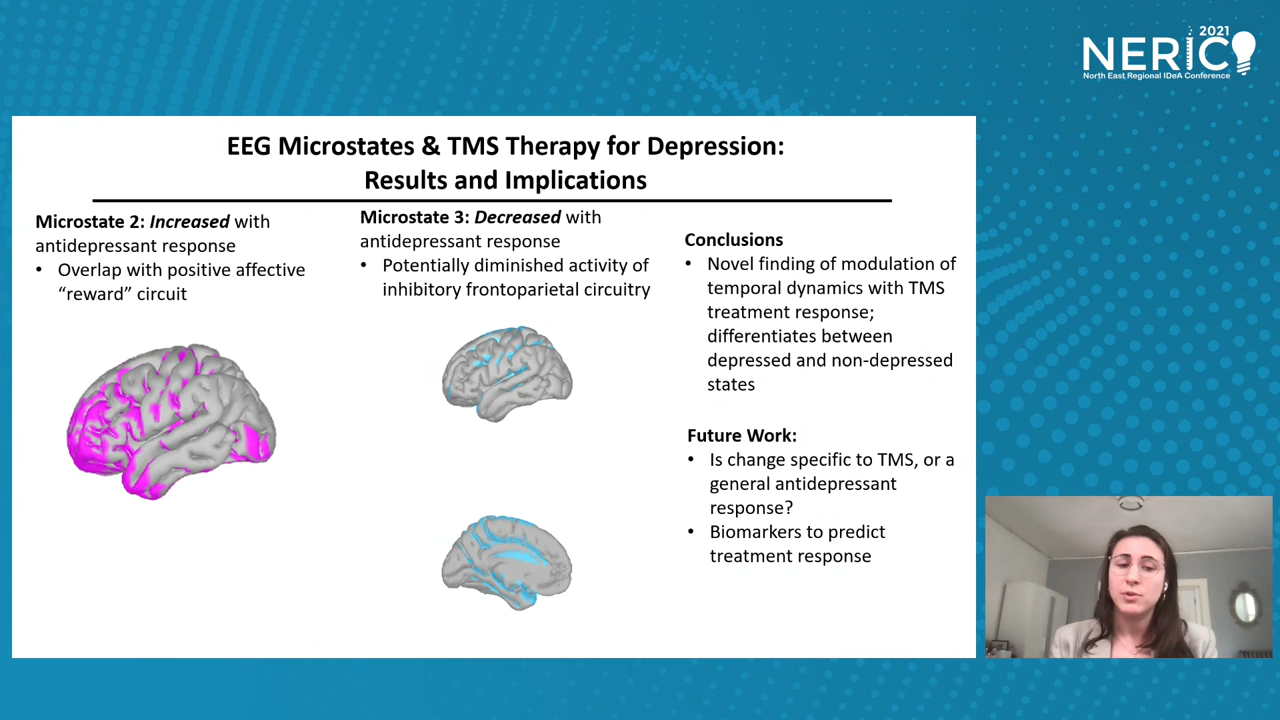 2021
NERIC
North East Regional IDeA Conference
EEG Microstates & TMS Therapy for Depression:
Results and Implications
Microstate 2: Increased with
antidepressant response
• Overlap with positive affective
“reward” circuit
Microstate 3: Decreased with
antidepressant response
• Potentially diminished activity of
inhibitory frontoparietal circuitry
Conclusions
• Novel finding of modulation of
temporal dynamics with TMS
treatment response;
differentiates between
depressed and non-depressed
states
Future Work:
• Is change specific to TMS, or a
general antidepressant
response?
• Biomarkers to predict
treatment response